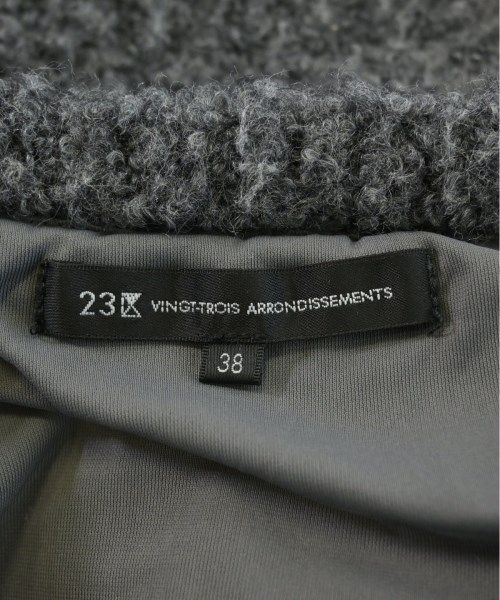 23区 VINGT-TROIS ARRONDISSEMENTS
38